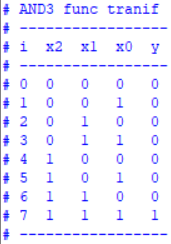 # AND3 func tranif
# -----------------
# i  x2  x1  x0  y
# -----------------
# 0  0   0   0   0
# 1  0   0   1   0
# 2  0   1   0   0
# 3  0   1   1   0
# 4  1   0   0   0
# 5  1   0   1   0
# 6  1   1   0   0
# 7  1   1   1   1
# -----------------